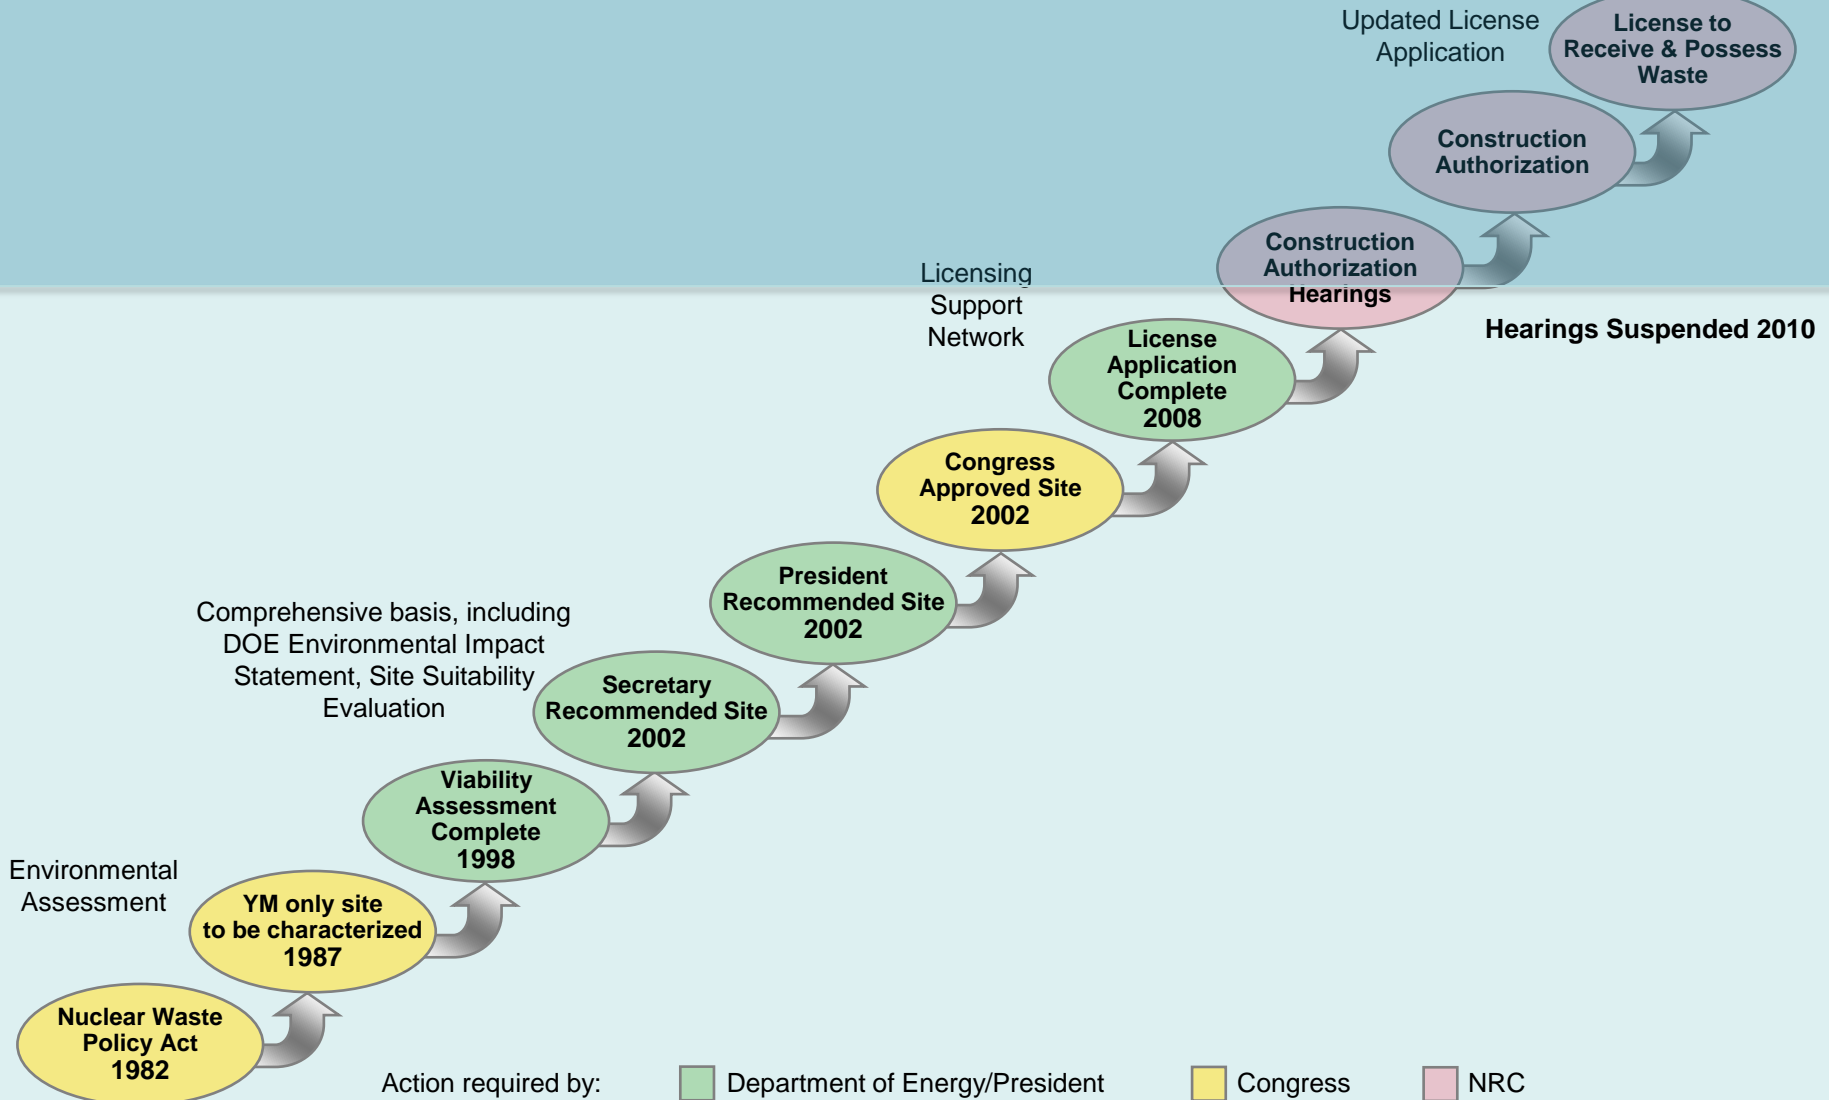 Updated License
Application
License to
Receive & Possess
Waste
Construction
Authorization
Construction
Authorization
Hearings
Hearings Suspended 2010
Licensing
Support
Network
License
Application
Complete
2008
Congress
Approved Site
2002
President
Recommended Site
2002
Comprehensive basis, including
DOE Environmental Impact
Statement, Site Suitability
Evaluation
Secretary
Recommended Site
2002
Viability
Assessment
Complete
1998
Environmental
Assessment
YM only site
to be characterized
1987
Nuclear Waste
Policy Act
1982
Action required by: Department of Energy/President Congress NRC